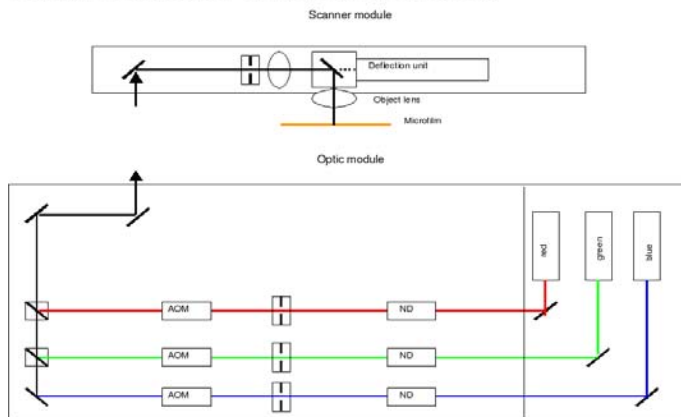 Scanner module
Deflection unit
Object lens
Microfilm
Optic module
red
green
blue
AOM
ND
AOM
ND
AOM
ND